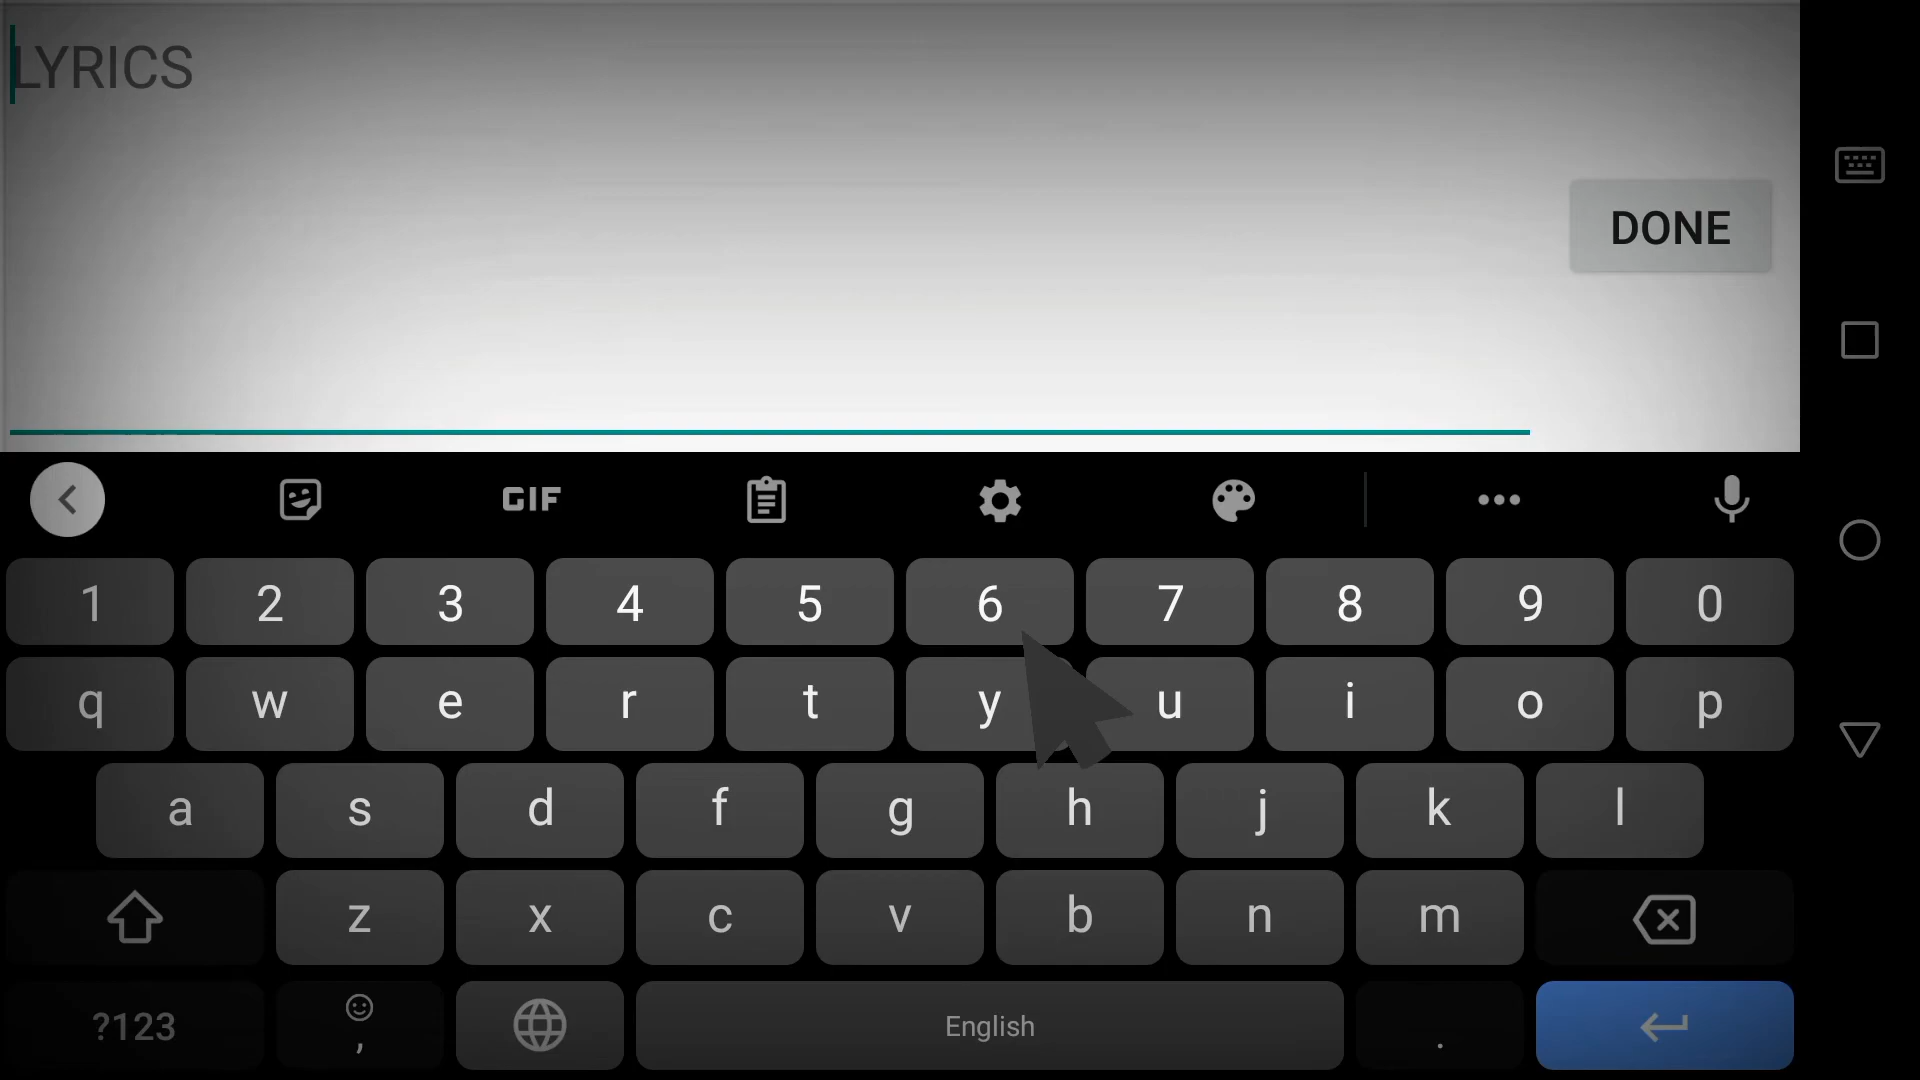 LYRICS
DONE
GIF
1 2 3 4 5 6 7 8 9 0
q w e r t y u i o p
a s d f g h j k l
z x c v b n m
?123 , English .